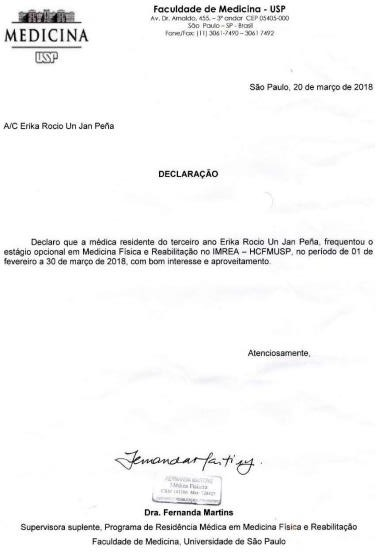 MEDICINA
USP
Faculdade de Medicina - USP
Av. Dr. Arnaldo, 455. - 3º andar CEP 05405-000
São Paulo – SP - Brasil
Fone/Fax: (11) 3061-7490 – 3061 7492
São Paulo, 20 de março de 2018
A/C Erika Rocio Un Jan Peña
DECLARAÇÃO
Declaro que a médica residente do terceiro ano Erika Rocio Un Jan Peña, frequentou o
estágio opcional em Medicina Física e Reabilitação no IMREA – HCFMUSP, no período de 01 de
fevereiro a 30 de março de 2018, com bom interesse e aproveitamento.
Atenciosamente,
FERNANDA MARTINS
Médica Fisiatra
Dra. Fernanda Martins
Supervisora suplente, Programa de Residência Médica em Medicina Física e Reabilitação
Faculdade de Medicina, Universidade de São Paulo